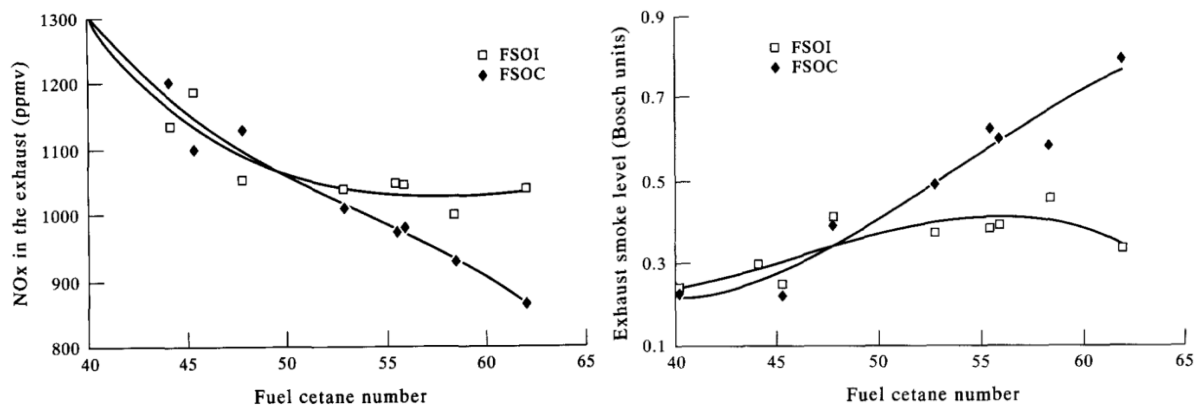 1300
1200
1100
1000
900
800
NOx in the exhaust (ppmv)
FSOI
FSOC
40 45 50 55 60 65
Fuel cetane number
0.9
0.7
0.5
0.3
0.1
Exhaust smoke level (Bosch units)
FSOI
FSOC
40 45 50 55 60 65
Fuel cetane number